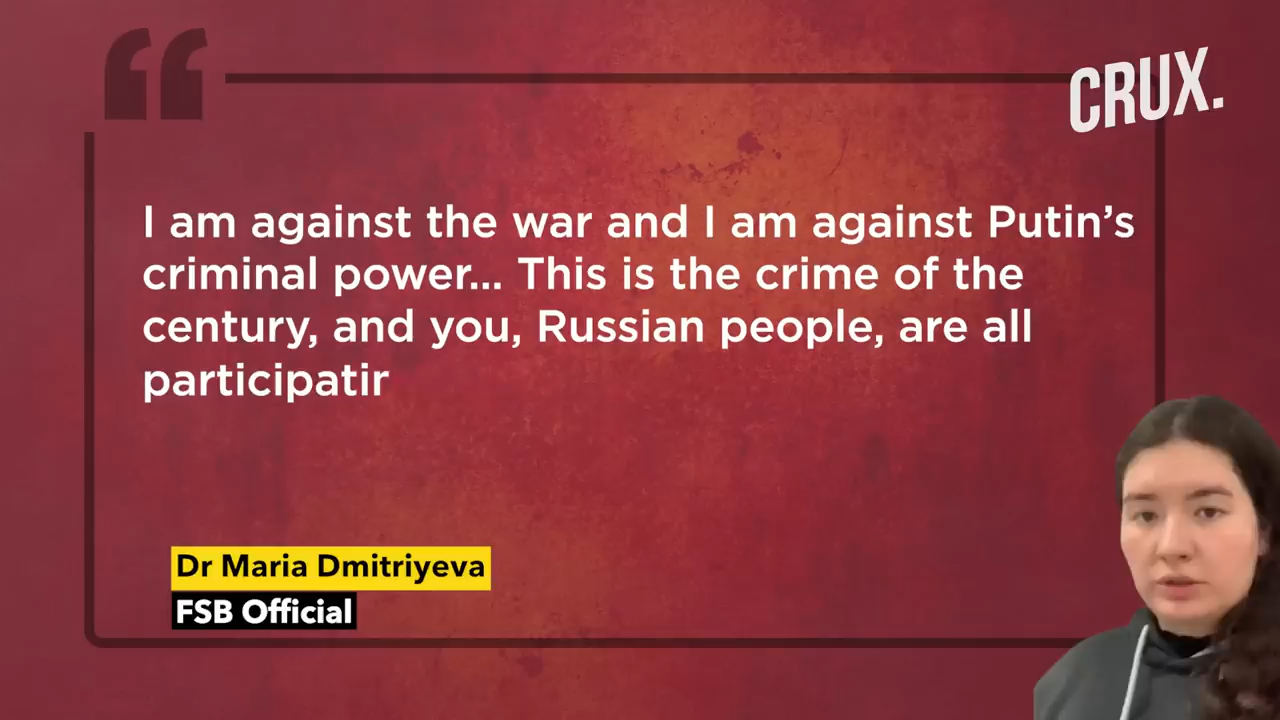 CRUX.
I am against the war and I am against Putin’s
criminal power... This is the crime of the
century, and you, Russian people, are all
participatir
Dr Maria Dmitriyeva
FSB Official